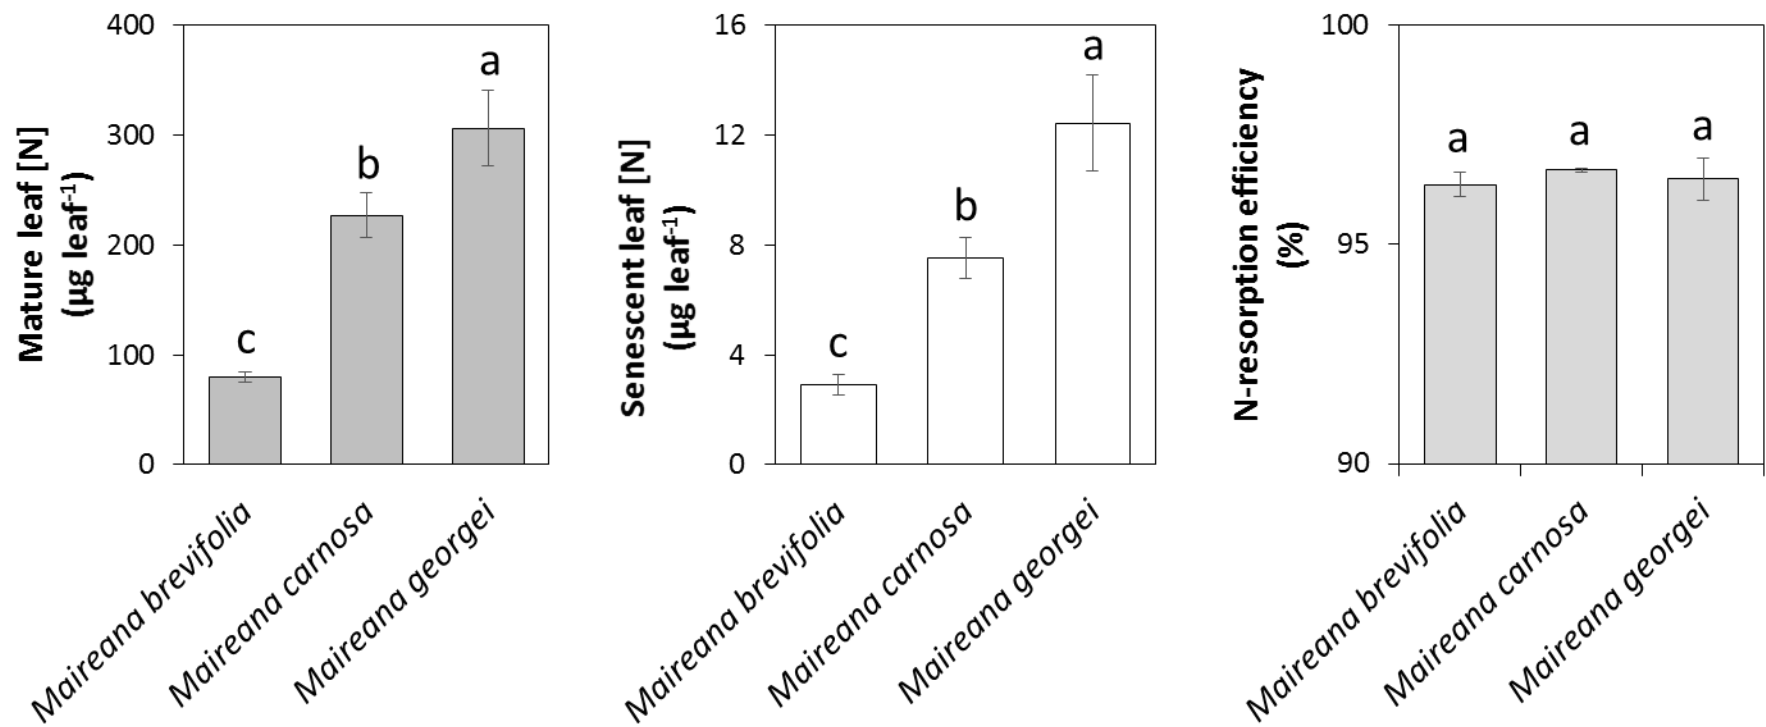 Mature leaf [N]
(µg leaf⁻¹)
400
300
200
100
0
c
b
a
Maireana brevifolia
Maireana carnosa
Maireana georgei
Senescent leaf [N]
(µg leaf⁻¹)
16
12
8
4
0
c
b
a
Maireana brevifolia
Maireana carnosa
Maireana georgei
N-resorption efficiency
(%)
100
95
90
a
a
a
Maireana brevifolia
Maireana carnosa
Maireana georgei